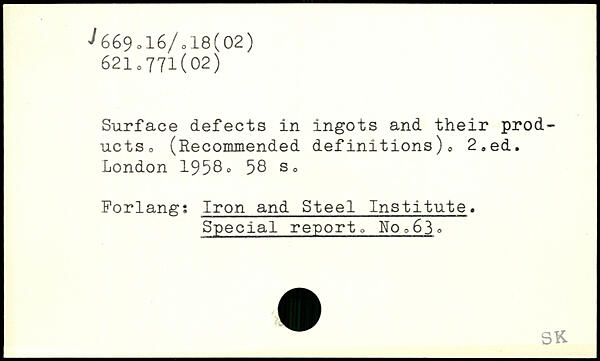 √669.16/.18(02)
621.771(02)
Surface defects in ingots and their prod-
ucts. (Recommended definitions). 2.ed.
London 1958. 58 s.
Forlang: Iron and Steel Institute.
Special report. No.63.
SK